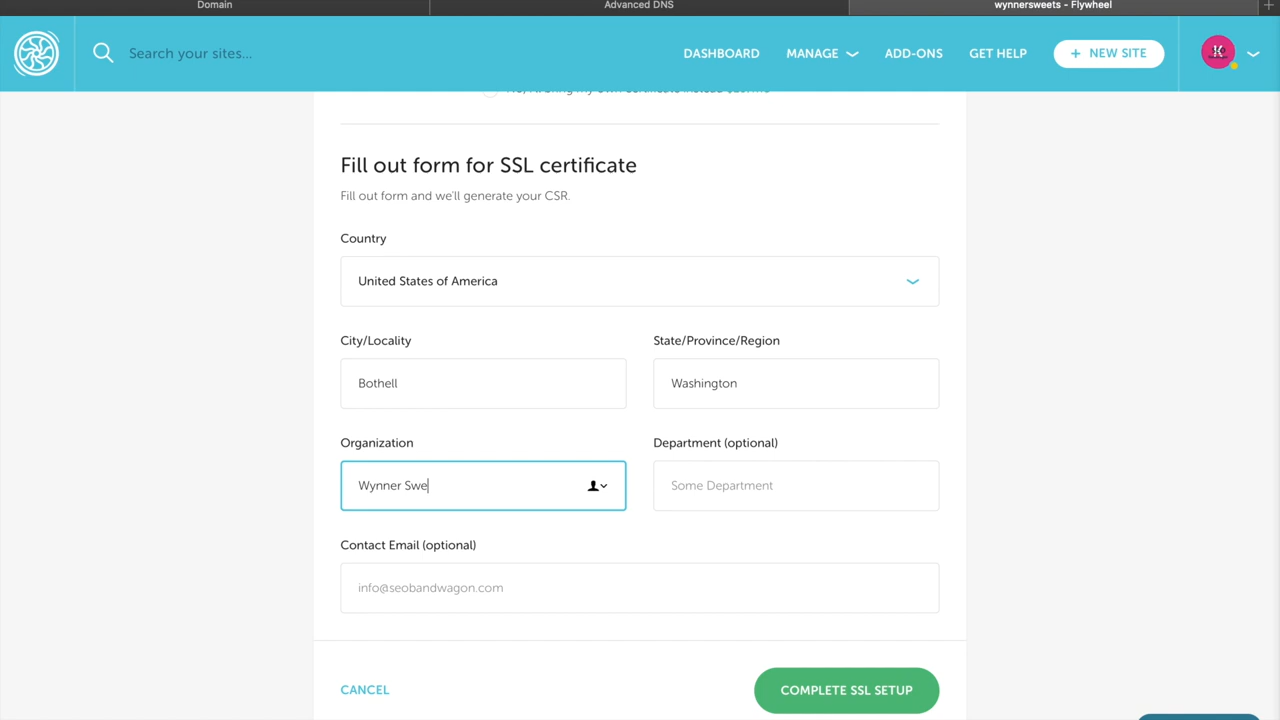 Domain
Advanced DNS
wynnersweets - Flywheel
Search your sites...
DASHBOARD
MANAGE
ADD-ONS
GET HELP
+ NEW SITE
K
Fill out form for SSL certificate
Fill out form and we'll generate your CSR.
Country
United States of America
City/Locality
State/Province/Region
Bothell
Washington
Organization
Department (optional)
Wynner Swe
Some Department
Contact Email (optional)
info@seobandwagon.com
CANCEL
COMPLETE SSL SETUP